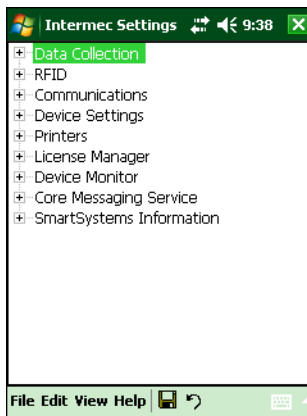 Intermec Settings 9:38
Data Collection
RFID
Communications
Device Settings
Printers
License Manager
Device Monitor
Core Messaging Service
SmartSystems Information
File Edit View Help